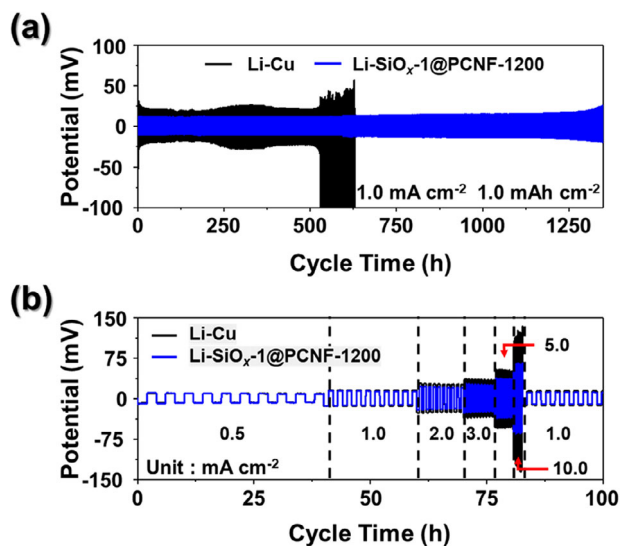 (a)
100
50
0
-50
-100
Potential (mV)
Li-Cu
Li-SiOₓ-1@PCNF-1200
1.0 mA cm⁻² 1.0 mAh cm⁻²
0 250 500 750 1000 1250
Cycle Time (h)
(b)
150
75
0
-75
-150
Potential (mV)
Li-Cu
Li-SiOₓ-1@PCNF-1200
5.0
0.5 1.0 2.0 3.0 1.0
Unit : mA cm⁻²
10.0
0 25 50 75 100
Cycle Time (h)